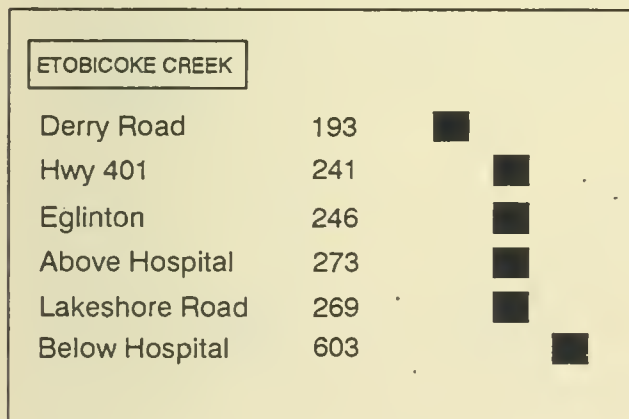 ETOBICOKE CREEK
Derry Road 193
Hwy 401 241
Eglinton 246
Above Hospital 273
Lakeshore Road 269
Below Hospital 603